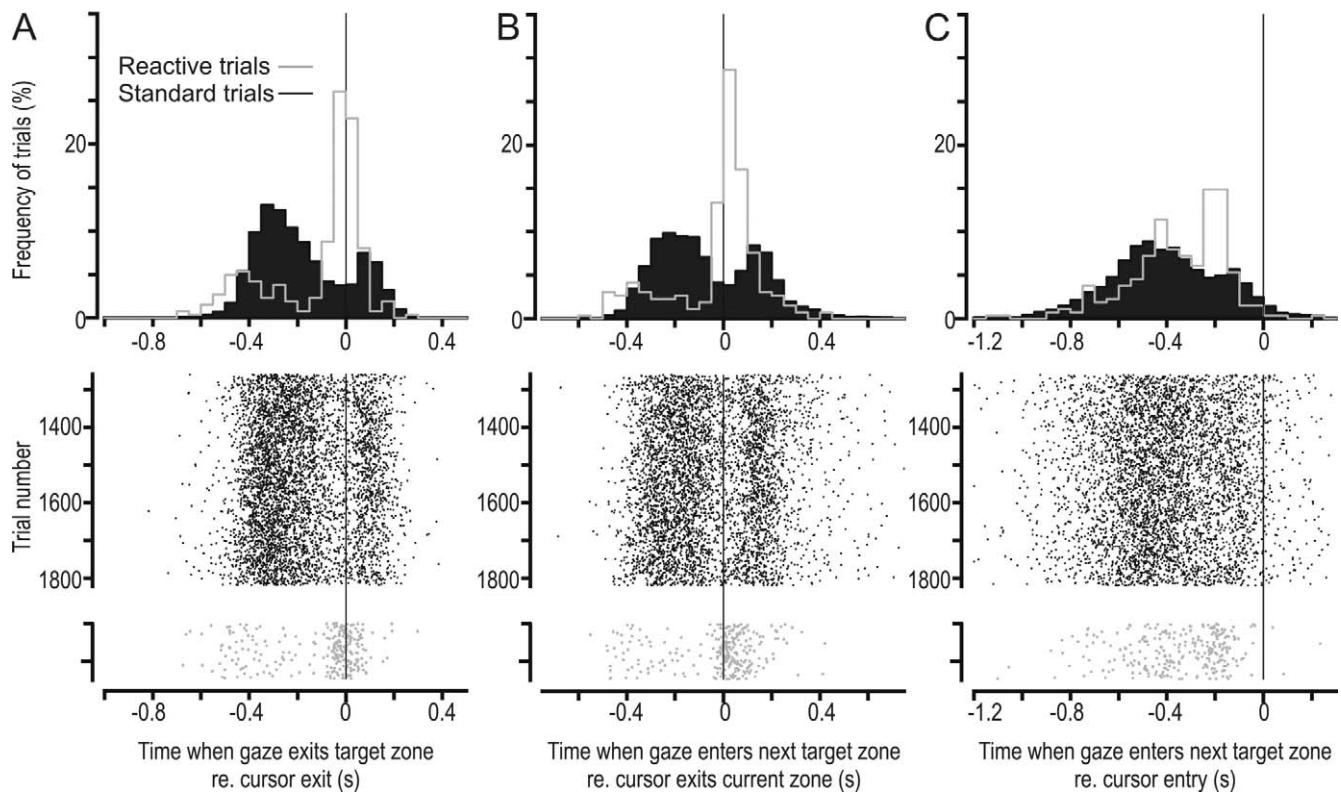 A
B
C
Reactive trials
Standard trials
Frequency of trials (%)
20
0
-0.8 -0.4 0 0.4
20
0
-0.4 0 0.4
20
0
-1.2 -0.8 -0.4 0
Trial number
1400
1600
1800
1400
1600
1800
1400
1600
1800
-0.8 -0.4 0 0.4
-0.4 0 0.4
-1.2 -0.8 -0.4 0
Time when gaze exits target zone
re. cursor exit (s)
Time when gaze enters next target zone
re. cursor exits current zone (s)
Time when gaze enters next target zone
re. cursor entry (s)